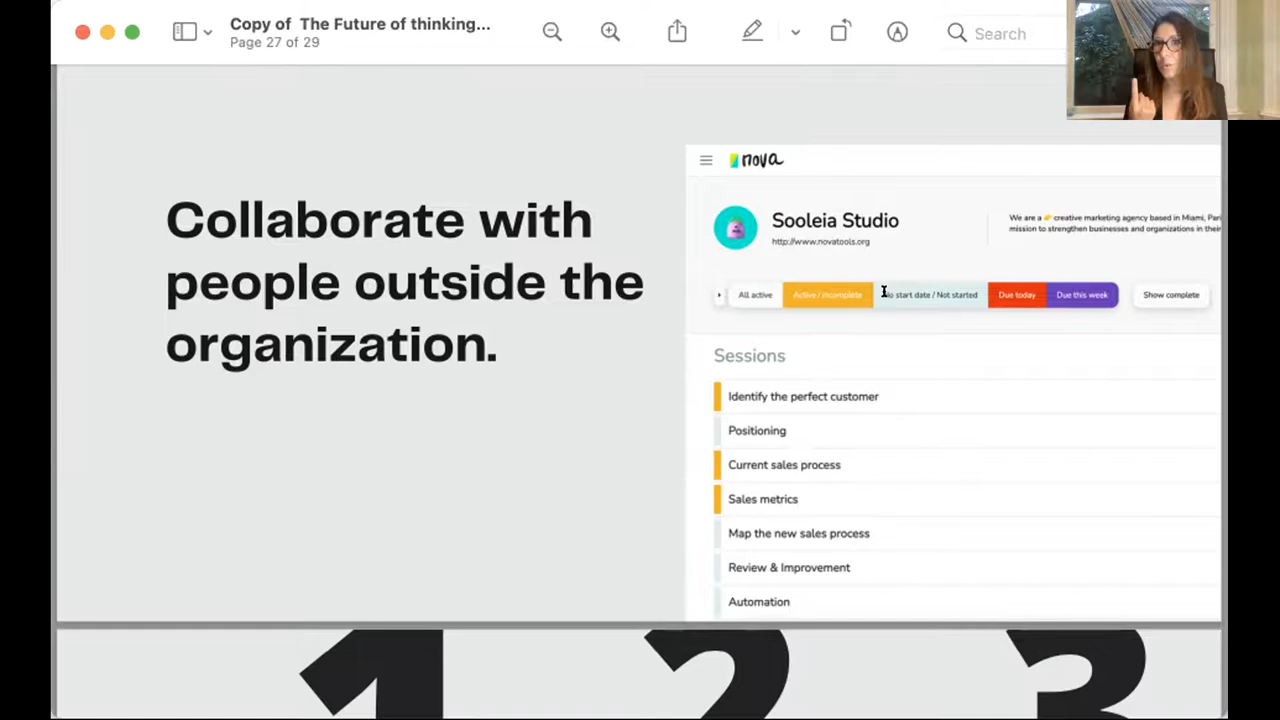 Copy of The Future of thinking...
Page 27 of 29
Search
Collaborate with
people outside the
organization.
nova
Sooleia Studio
http://www.novatools.org
We are a 👉 creative marketing agency based in Miami, Pari
mission to strengthen businesses and organizations in their
All active
Active / Incomplete
No start date / Not started
Due today
Due this week
Show complete
Sessions
Identify the perfect customer
Positioning
Current sales process
Sales metrics
Map the new sales process
Review & Improvement
Automation
1 2 3